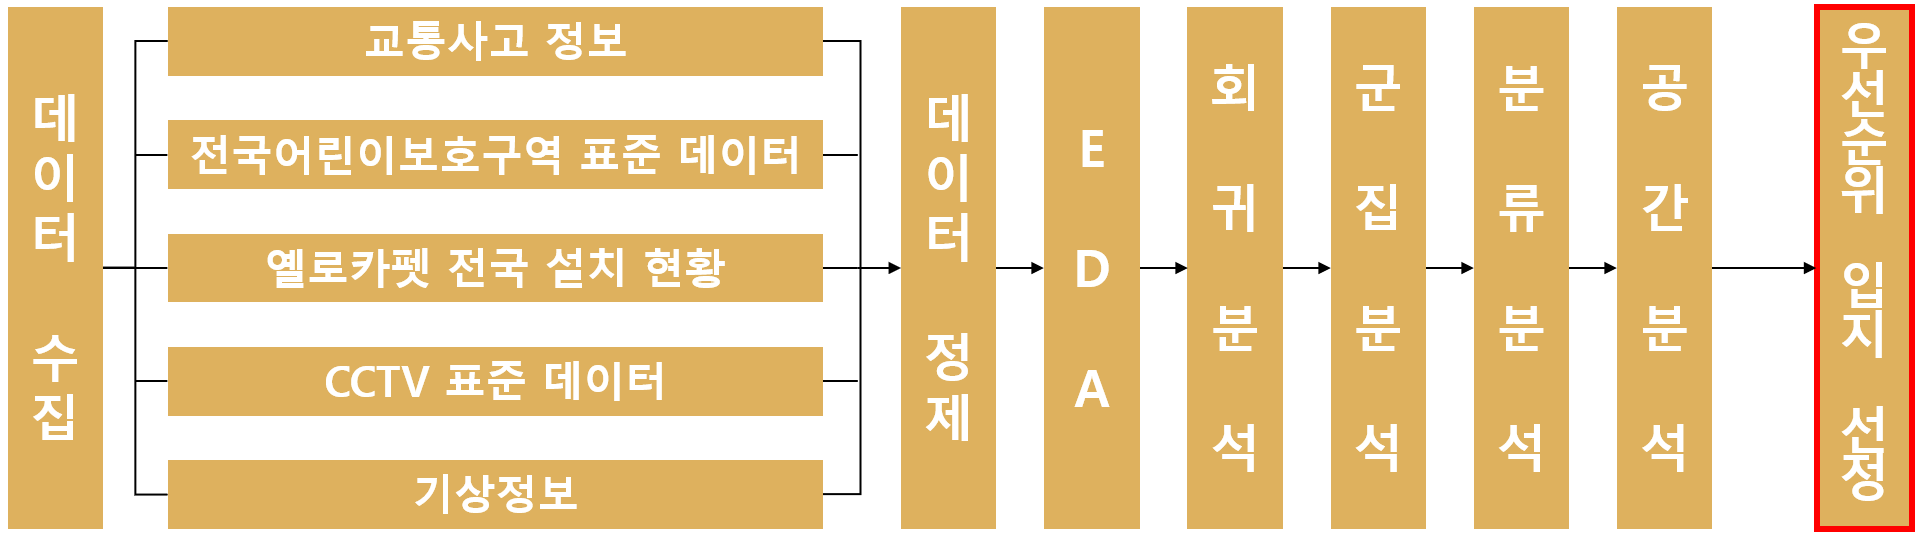 데이터 수집
교통사고 정보
전국어린이보호구역 표준 데이터
옐로카펫 전국 설치 현황
CCTV 표준 데이터
기상정보
데이터 정제
EDA
회귀분석
군집분석
분류분석
공간분석
우선순위 입지 선정